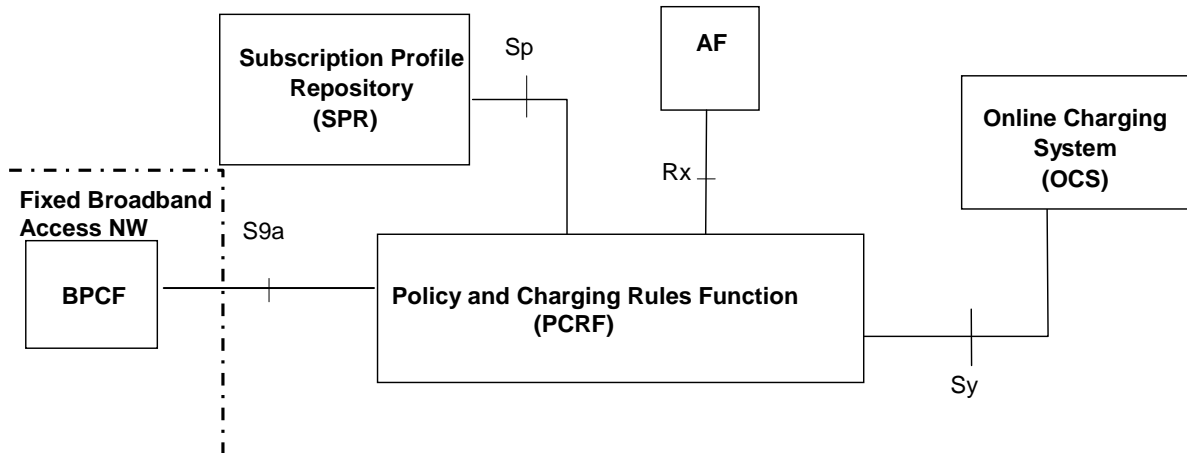 Subscription Profile
Repository
(SPR)
Sp
AF
Online Charging
System
(OCS)
Rx
Fixed Broadband
Access NW
S9a
BPCF
Policy and Charging Rules Function
(PCRF)
Sy